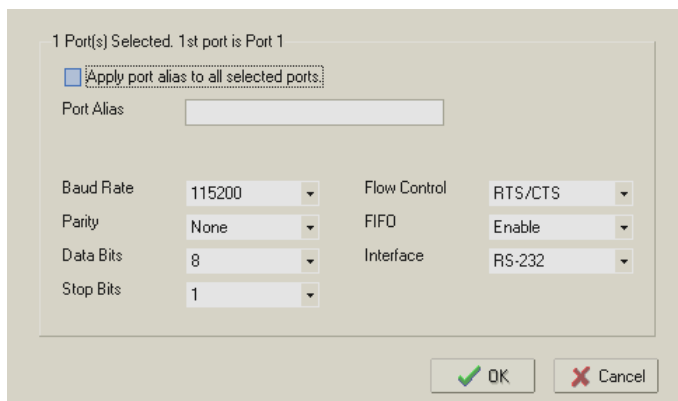 1 Port(s) Selected. 1st port is Port 1
Apply port alias to all selected ports.
Port Alias
Baud Rate 115200 Flow Control RTS/CTS
Parity None FIFO Enable
Data Bits 8 Interface RS-232
Stop Bits 1
OK Cancel